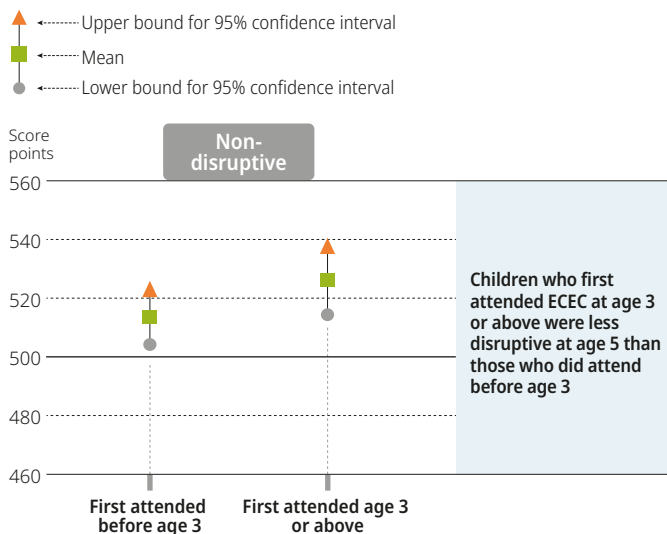 Upper bound for 95% confidence interval
Mean
Lower bound for 95% confidence interval
Score
points
Non-
disruptive
560
540
520
500
480
460
Children who first
attended ECEC at age 3
or above were less
disruptive at age 5 than
those who did attend
before age 3
First attended
before age 3
First attended age 3
or above